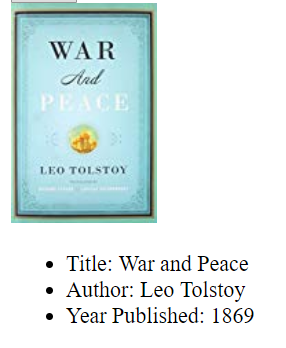 WAR
And
PEACE
LEO TOLSTOY
Title: War and Peace
Author: Leo Tolstoy
Year Published: 1869